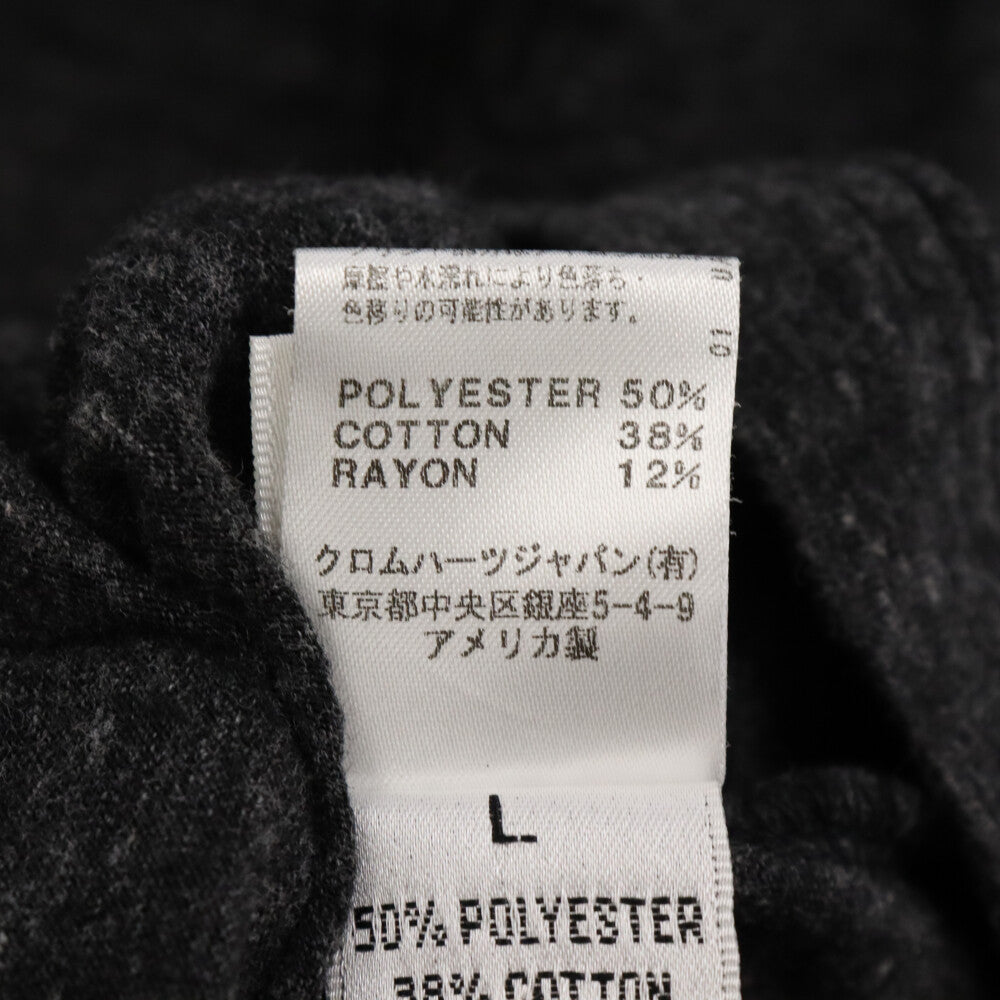 摩擦や水濡れにより色落ち・
色移りの可能性があります。
POLYESTER 50%
COTTON 38%
RAYON 12%
クロムハーツジャパン(有)
東京都中央区銀座5-4-9
アメリカ製
01
L
50% POLYESTER
38% COTTON